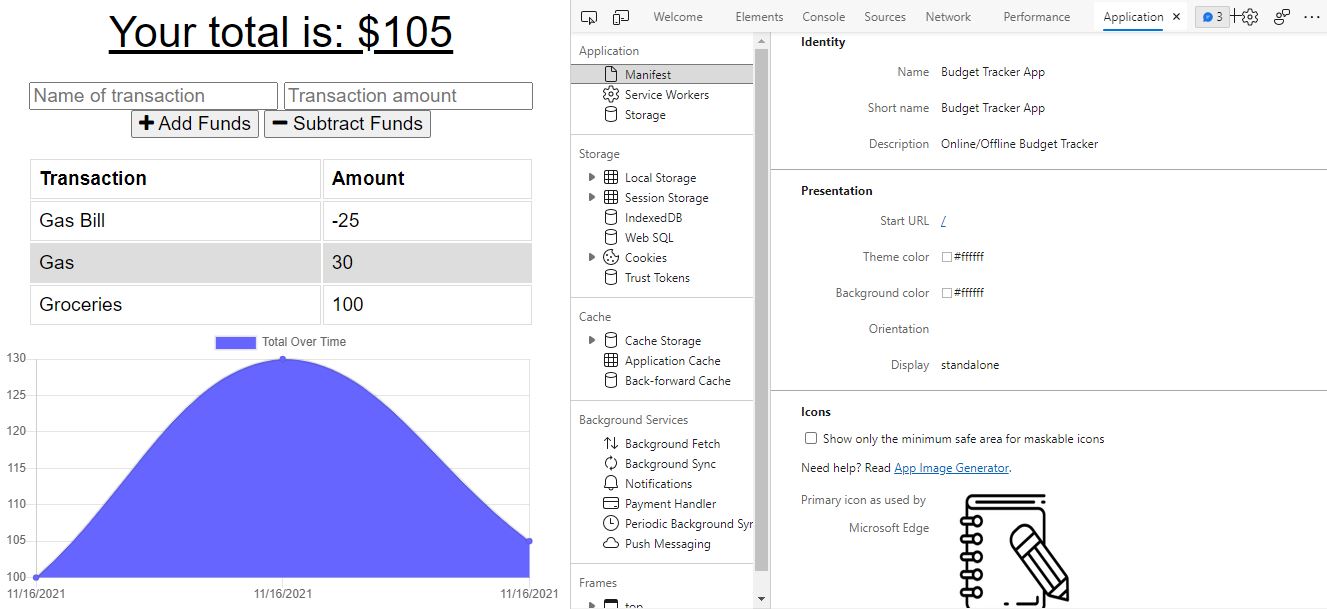 Your total is: $105
Name of transaction Transaction amount
Add Funds Subtract Funds
Transaction Amount
Gas Bill -25
Gas 30
Groceries 100
Total Over Time
130
125
120
115
110
105
100
11/16/2021 11/16/2021 11/16/2021
Welcome Elements Console Sources Network Performance Application 3
Application
Manifest
Service Workers
Storage
Storage
Local Storage
Session Storage
IndexedDB
Web SQL
Cookies
Trust Tokens
Cache
Cache Storage
Application Cache
Back-forward Cache
Background Services
Background Fetch
Background Sync
Notifications
Payment Handler
Periodic Background Syn
Push Messaging
Frames
top
Identity
Name Budget Tracker App
Short name Budget Tracker App
Description Online/Offline Budget Tracker
Presentation
Start URL /
Theme color #ffffff
Background color #ffffff
Orientation
Display standalone
Icons
Show only the minimum safe area for maskable icons
Need help? Read App Image Generator.
Primary icon as used by
Microsoft Edge